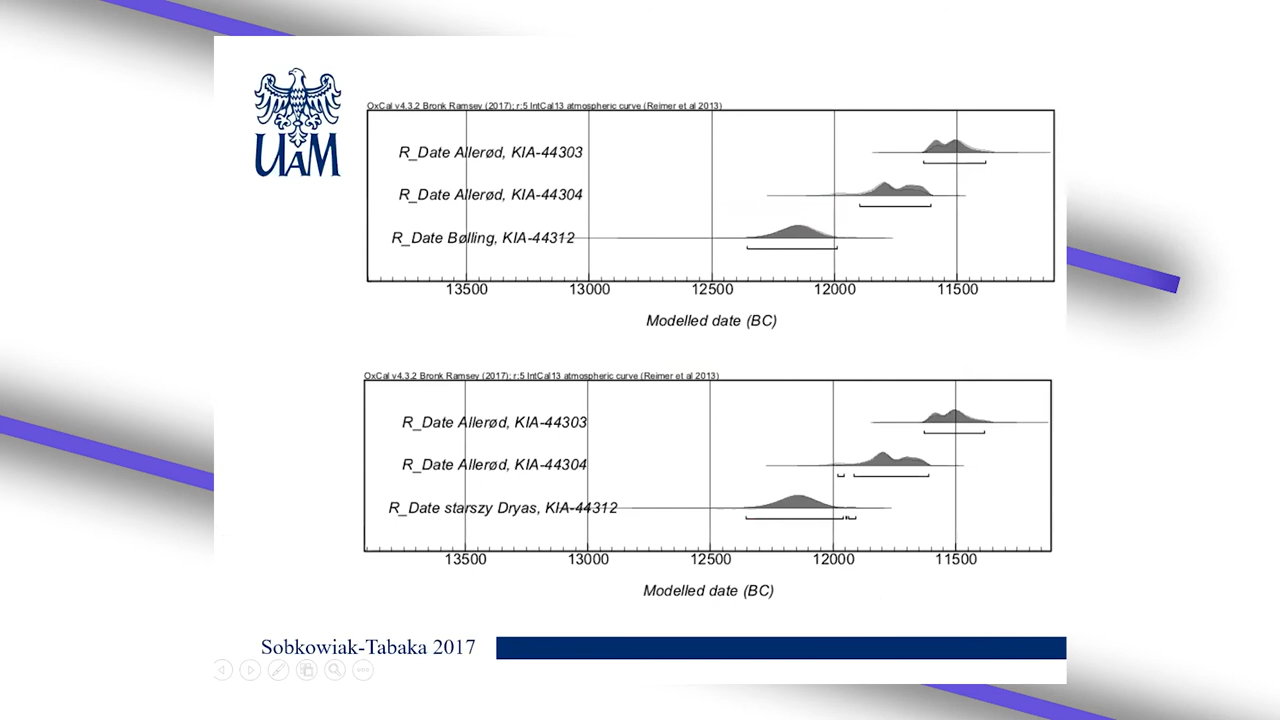 UAM
OxCal v4.3.2 Bronk Ramsey (2017); r:5 IntCal13 atmospheric curve (Reimer et al 2013)
R_Date Allerød, KIA-44303
R_Date Allerød, KIA-44304
R_Date Bølling, KIA-44312
13500 13000 12500 12000 11500
Modelled date (BC)
OxCal v4.3.2 Bronk Ramsey (2017); r:5 IntCal13 atmospheric curve (Reimer et al 2013)
R_Date Allerød, KIA-44303
R_Date Allerød, KIA-44304
R_Date starszy Dryas, KIA-44312
13500 13000 12500 12000 11500
Modelled date (BC)
Sobkowiak-Tabaka 2017